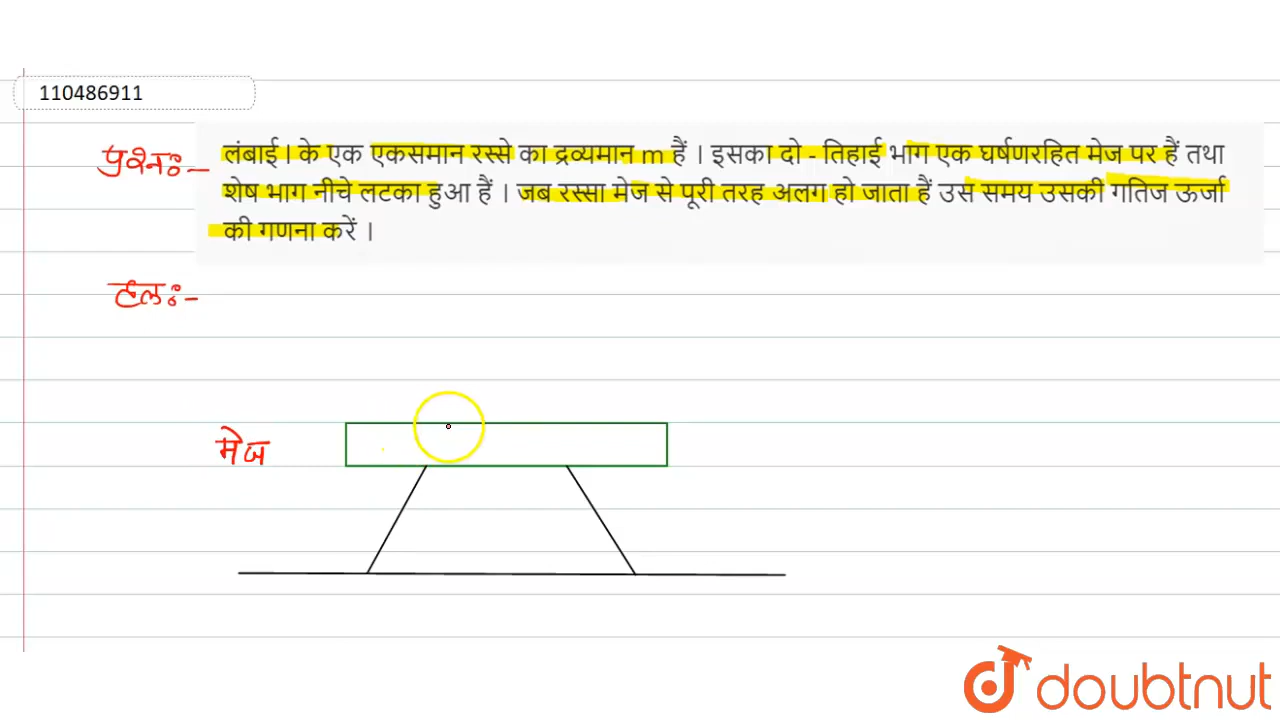 110486911
प्रश्नः-
लंबाई l के एक एकसमान रस्से का द्रव्यमान m हैं । इसका दो - तिहाई भाग एक घर्षणरहित मेज पर हैं तथा
शेष भाग नीचे लटका हुआ हैं । जब रस्सा मेज से पूरी तरह अलग हो जाता हैं उस समय उसकी गतिज ऊर्जा
की गणना करें ।
हलः-
मेज
doubtnut